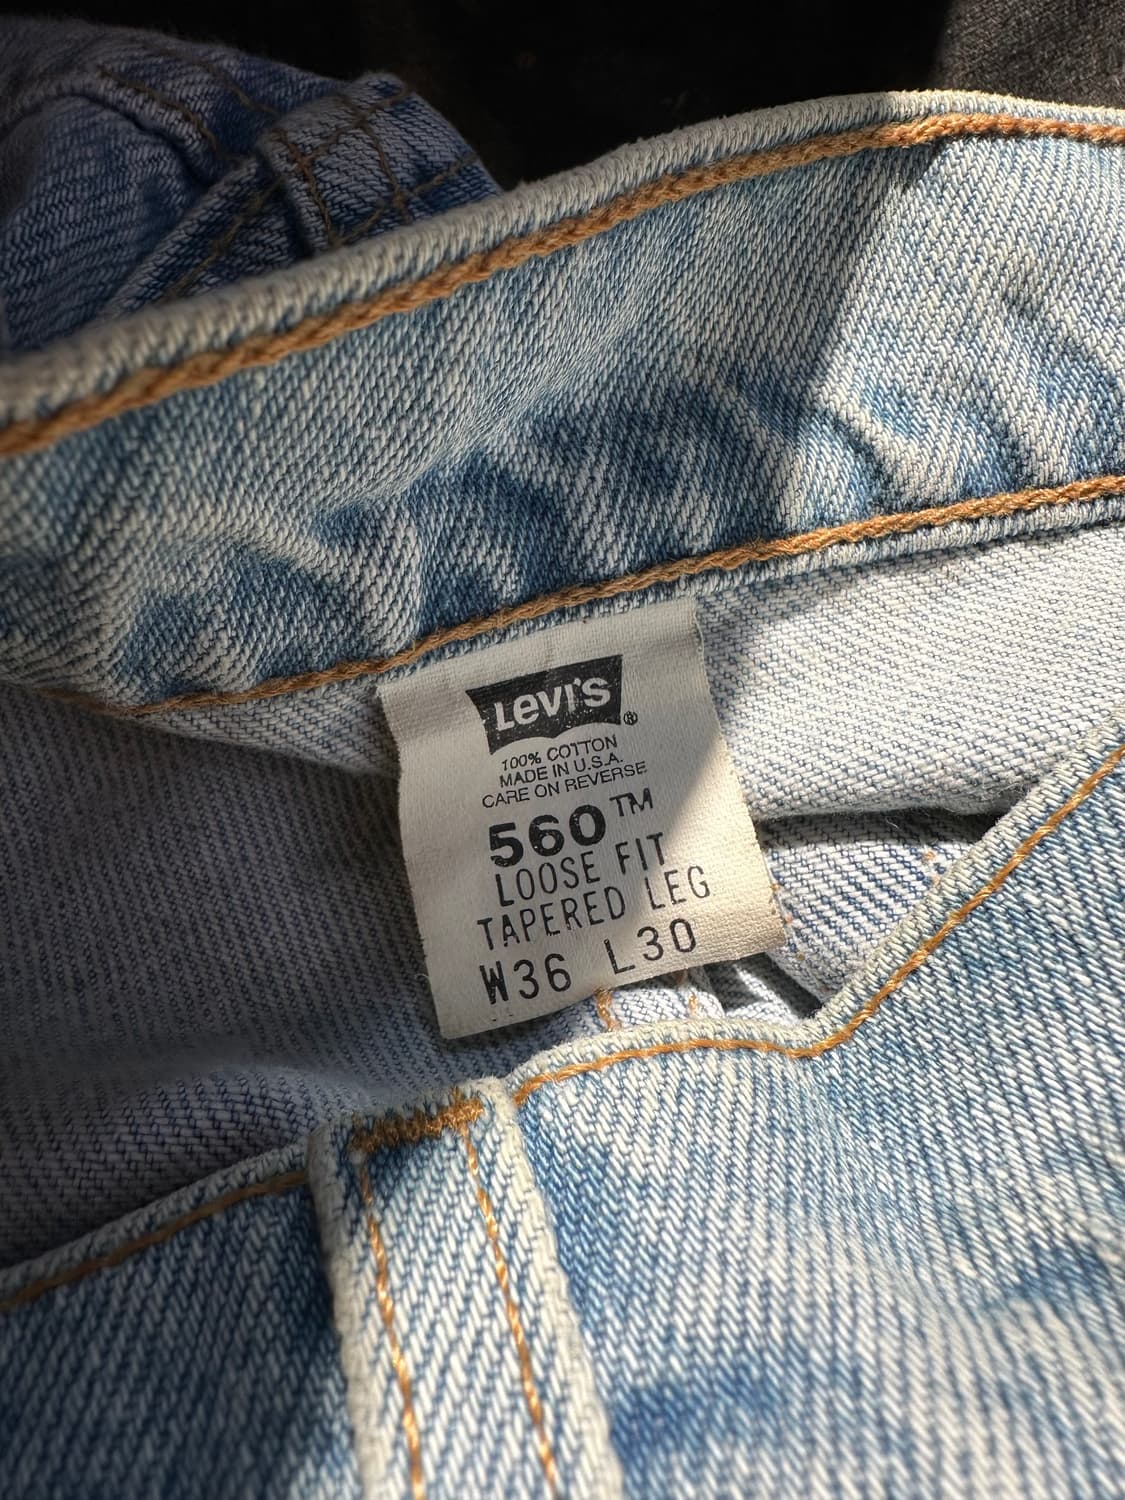 LEVI'S®
100% COTTON
MADE IN U.S.A.
CARE ON REVERSE
560™
LOOSE FIT
TAPERED LEG
W36 L30